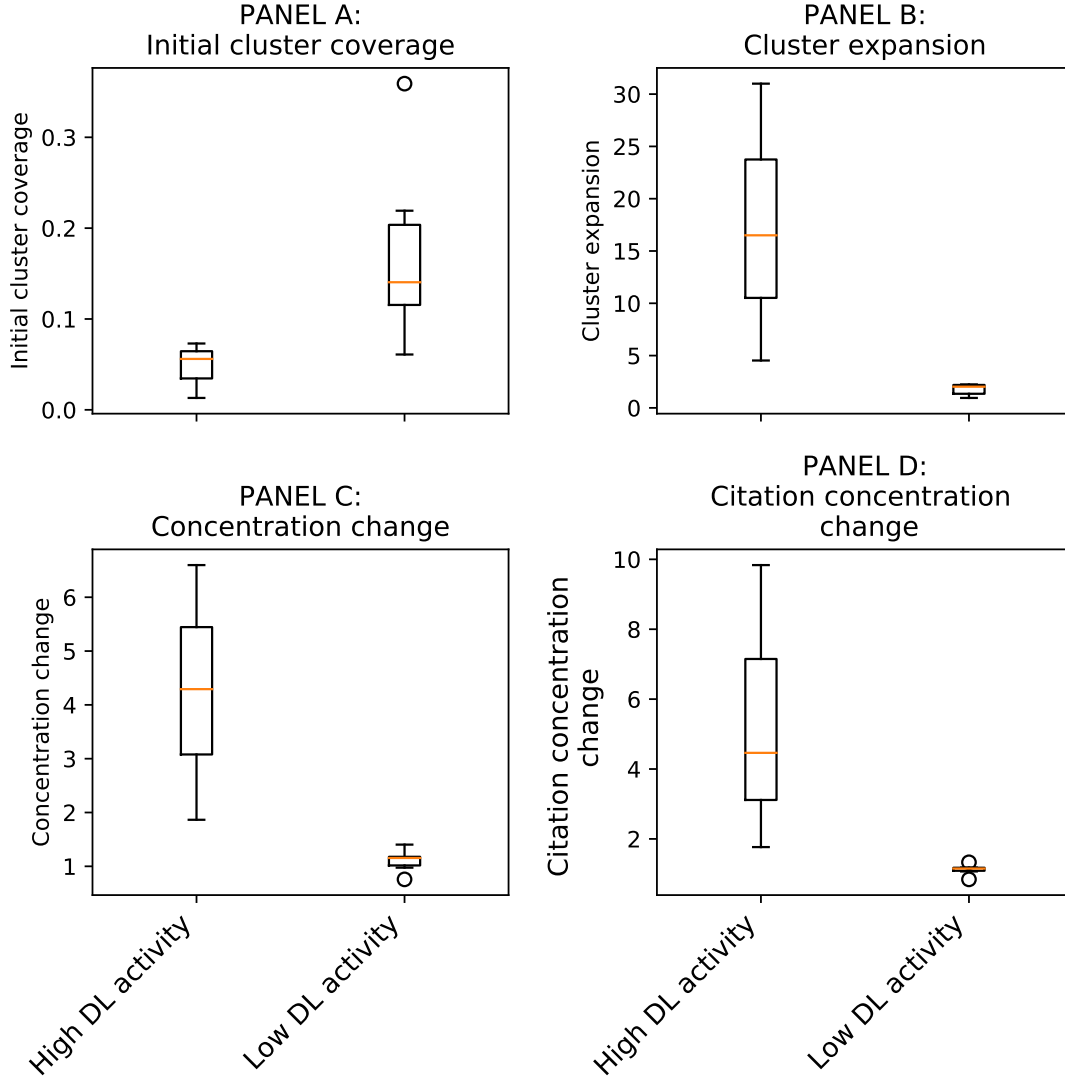 PANEL A:
Initial cluster coverage
Initial cluster coverage
0.3
0.2
0.1
0.0
PANEL B:
Cluster expansion
Cluster expansion
30
25
20
15
10
5
0
PANEL C:
Concentration change
Concentration change
6
5
4
3
2
1
High DL activity
Low DL activity
PANEL D:
Citation concentration
change
Citation concentration
change
10
8
6
4
2
High DL activity
Low DL activity